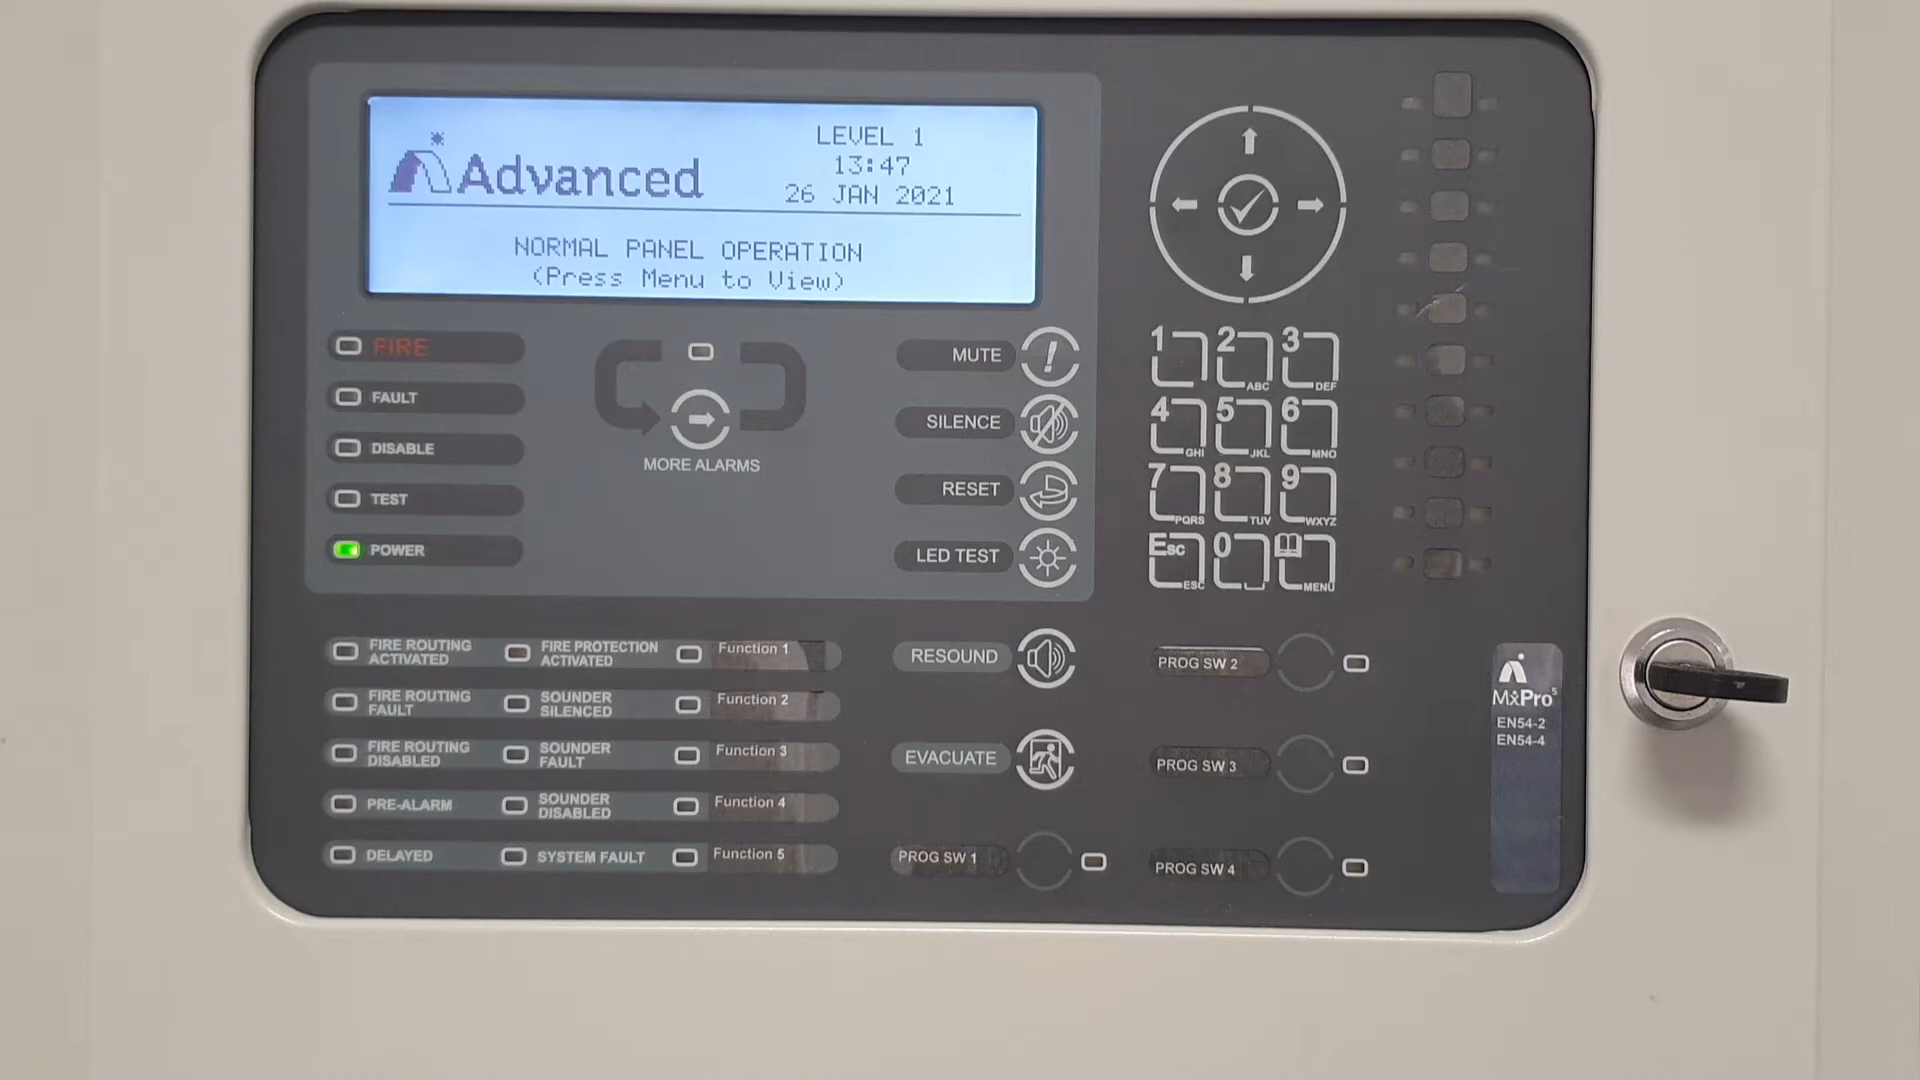 Advanced
LEVEL 1
13:47
26 JAN 2021
NORMAL PANEL OPERATION
(Press Menu to View)
FIRE
FAULT
DISABLE
TEST
POWER
MORE ALARMS
MUTE
SILENCE
RESET
LED TEST
1
2 ABC
3 DEF
4 GHI
5 JKL
6 MNO
7 PQRS
8 TUV
9 WXYZ
Esc ESC
0
MENU
FIRE ROUTING
ACTIVATED
FIRE PROTECTION
ACTIVATED
Function 1
FIRE ROUTING
FAULT
SOUNDER
SILENCED
Function 2
FIRE ROUTING
DISABLED
SOUNDER
FAULT
Function 3
PRE-ALARM
SOUNDER
DISABLED
Function 4
DELAYED
SYSTEM FAULT
Function 5
RESOUND
EVACUATE
PROG SW 1
PROG SW 2
PROG SW 3
PROG SW 4
MxPro5
EN54-2
EN54-4